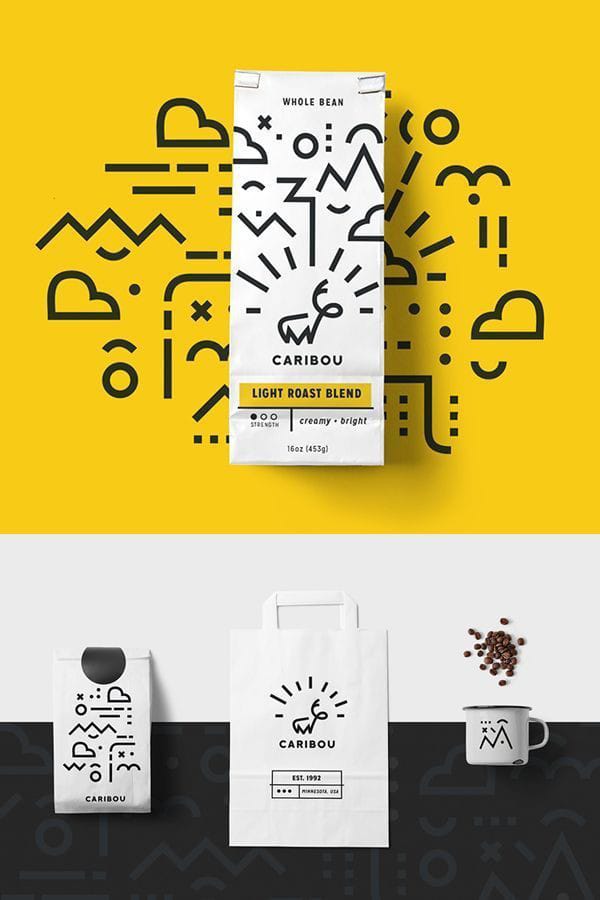 WHOLE BEAN
CARIBOU
LIGHT ROAST BLEND
STRENGTH
creamy • bright
16oz (453g)
CARIBOU
CARIBOU
EST. 1992
MINNESOTA, USA